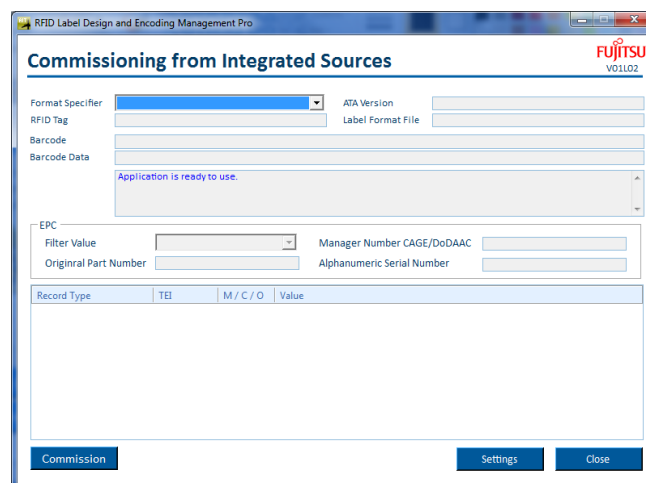 RFID Label Design and Encoding Management Pro
Commissioning from Integrated Sources
FUJITSU
V01L02
Format Specifier
ATA Version
RFID Tag
Label Format File
Barcode
Barcode Data
Application is ready to use.
EPC
Filter Value
Manager Number CAGE/DoDAAC
Originral Part Number
Alphanumeric Serial Number
Record Type TEI M / C / O Value
Commission
Settings
Close